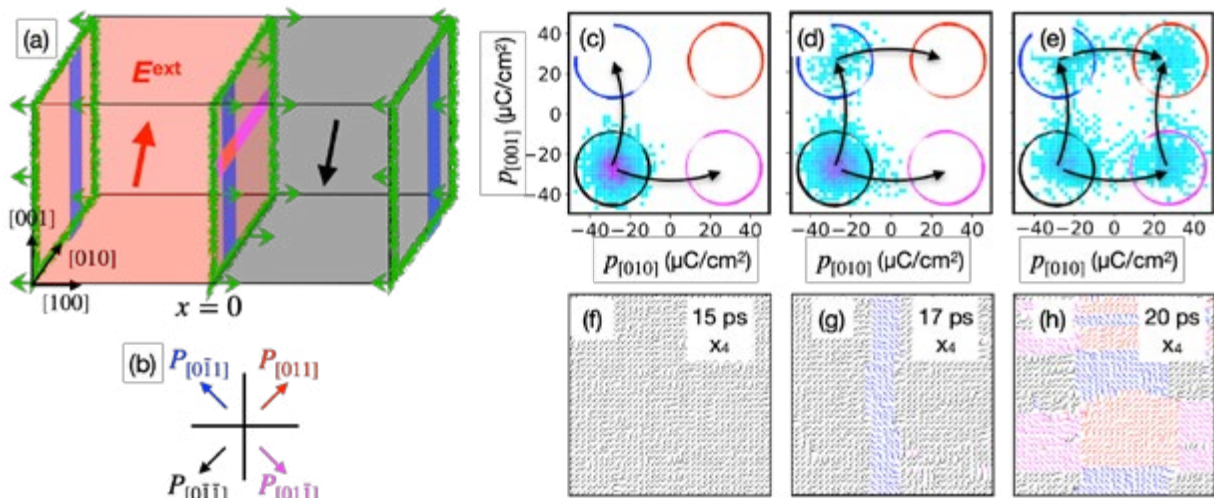 (a)
E^ext
[001]
[010]
[100]
x = 0
(b)
P[01̄1]
P[011]
P[01̄1̄]
P[011̄]
(c)
(d)
(e)
40
20
0
−20
−40
p[001] (µC/cm²)
−40 −20 0 20 40
−40 −20 0 20 40
−40 −20 0 20 40
p[010] (µC/cm²)
p[010] (µC/cm²)
p[010] (µC/cm²)
(f)
15 ps
x₄
(g)
17 ps
x₄
(h)
20 ps
x₄